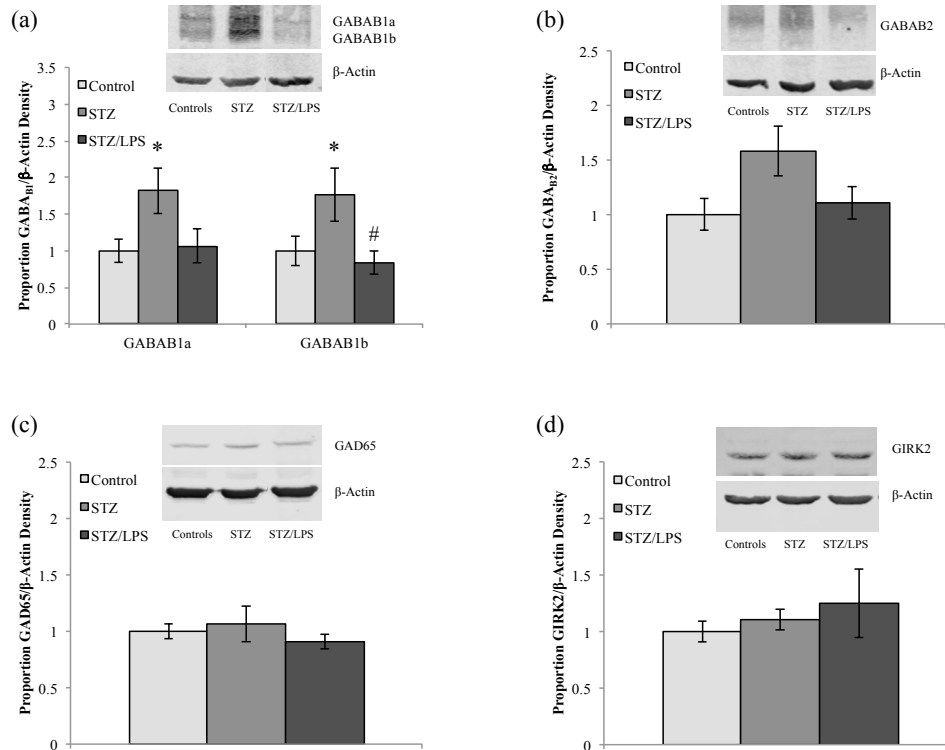 (a)
GABAB1a
GABAB1b
β-Actin
Controls STZ STZ/LPS
Proportion GABAB1/β-Actin Density
3.5
3
2.5
2
1.5
1
0.5
0
Control
STZ
STZ/LPS
*
*
#
GABAB1a GABAB1b
(b)
GABAB2
β-Actin
Controls STZ STZ/LPS
Proportion GABAB2/β-Actin Density
2.5
2
1.5
1
0.5
0
Control
STZ
STZ/LPS
(c)
GAD65
β-Actin
Controls STZ STZ/LPS
Proportion GAD65/β-Actin Density
2.5
2
1.5
1
0.5
0
Control
STZ
STZ/LPS
(d)
GIRK2
β-Actin
Controls STZ STZ/LPS
Proportion GIRK2/β-Actin Density
2.5
2
1.5
1
0.5
0
Control
STZ
STZ/LPS